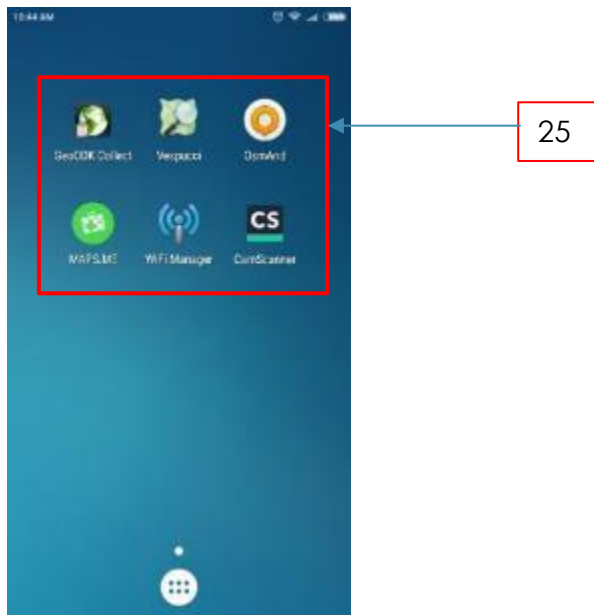 10:44 AM
GeoODK Collect Vespucci OsmAnd
25
CS
MAPS.ME WiFi Manager CamScanner